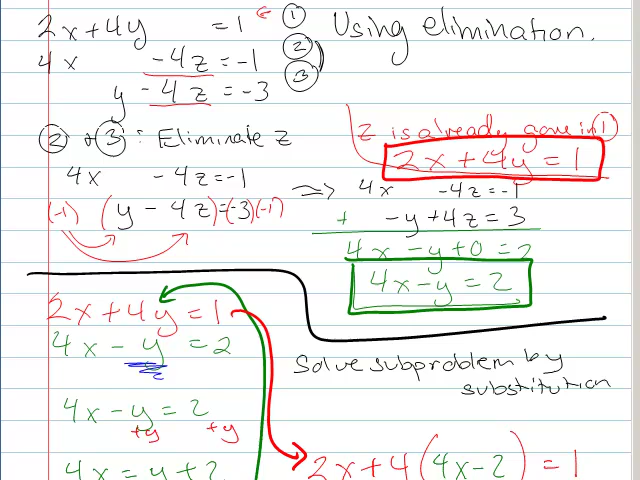 2x+4y = 1 ← ①
4x - 4z = -1 ②
y - 4z = -3 ③
Using elimination.
② + ③ : Eliminate z
4x - 4z = -1
(-1) (y - 4z) = (-3)(-1)
z is already gone in ①
2x + 4y = 1
⇒ 4x - 4z = -1
+ -y + 4z = 3
4x - y + 0 = 2
4x - y = 2
2x + 4y = 1
4x - y = 2
4x - y = 2
+y +y
4x = y + 2
Solve subproblem by
substitution
2x + 4(4x - 2) = 1